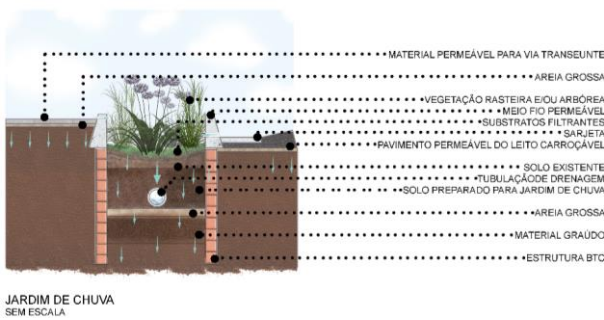 MATERIAL PERMEÁVEL PARA VIA TRANSEUNTE
AREIA GROSSA
VEGETAÇÃO RASTEIRA E/OU ARBÓREA
MEIO FIO PERMEÁVEL
SUBSTRATOS FILTRANTES
SARJETA
PAVIMENTO PERMEÁVEL DO LEITO CARROÇÁVEL
SOLO EXISTENTE
TUBULAÇÃODE DRENAGEM
SOLO PREPARADO PARA JARDIM DE CHUVA
AREIA GROSSA
MATERIAL GRAÚDO
ESTRUTURA BTC
JARDIM DE CHUVA
SEM ESCALA